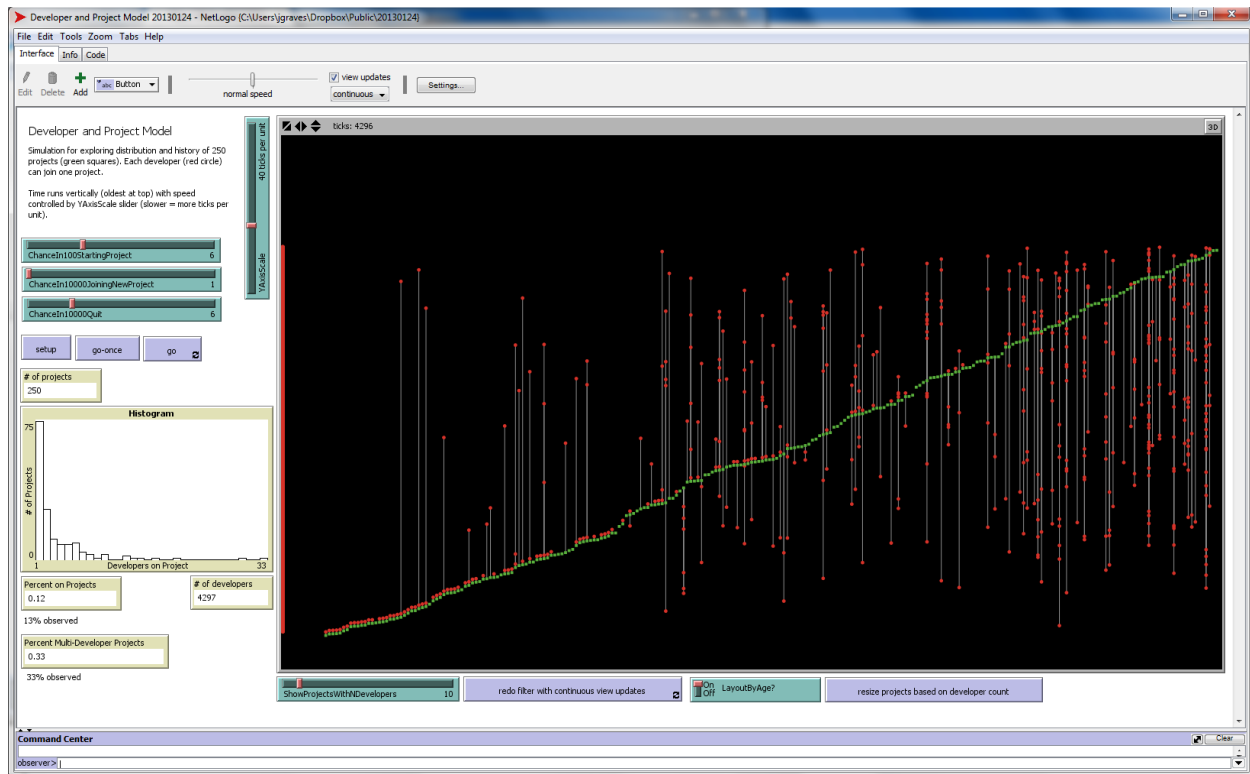 Developer and Project Model 20130124 - NetLogo {C:\Users\jgraves\Dropbox\Public\20130124}
File Edit Tools Zoom Tabs Help
Interface Info Code
Edit Delete Add abc Button normal speed view updates continuous Settings...
Developer and Project Model
Simulation for exploring distribution and history of 250
projects (green squares). Each developer (red circle)
can join one project.
Time runs vertically (oldest at top) with speed
controlled by YAxisScale slider (slower = more ticks per
unit).
YAxisScale 40 ticks per unit
ticks: 4296 3D
ChanceIn100StartingProject 6
ChanceIn10000JoiningNewProject 1
ChanceIn10000Quit 6
setup go-once go
# of projects
250
Histogram
75
# of Projects
0
1 Developers on Project 33
Percent on Projects
0.12
# of developers
4297
13% observed
Percent Multi-Developer Projects
0.33
33% observed
ShowProjectsWithNDevelopers 10
redo filter with continuous view updates
On
Off
LayoutByAge?
resize projects based on developer count
Command Center Clear
observer>